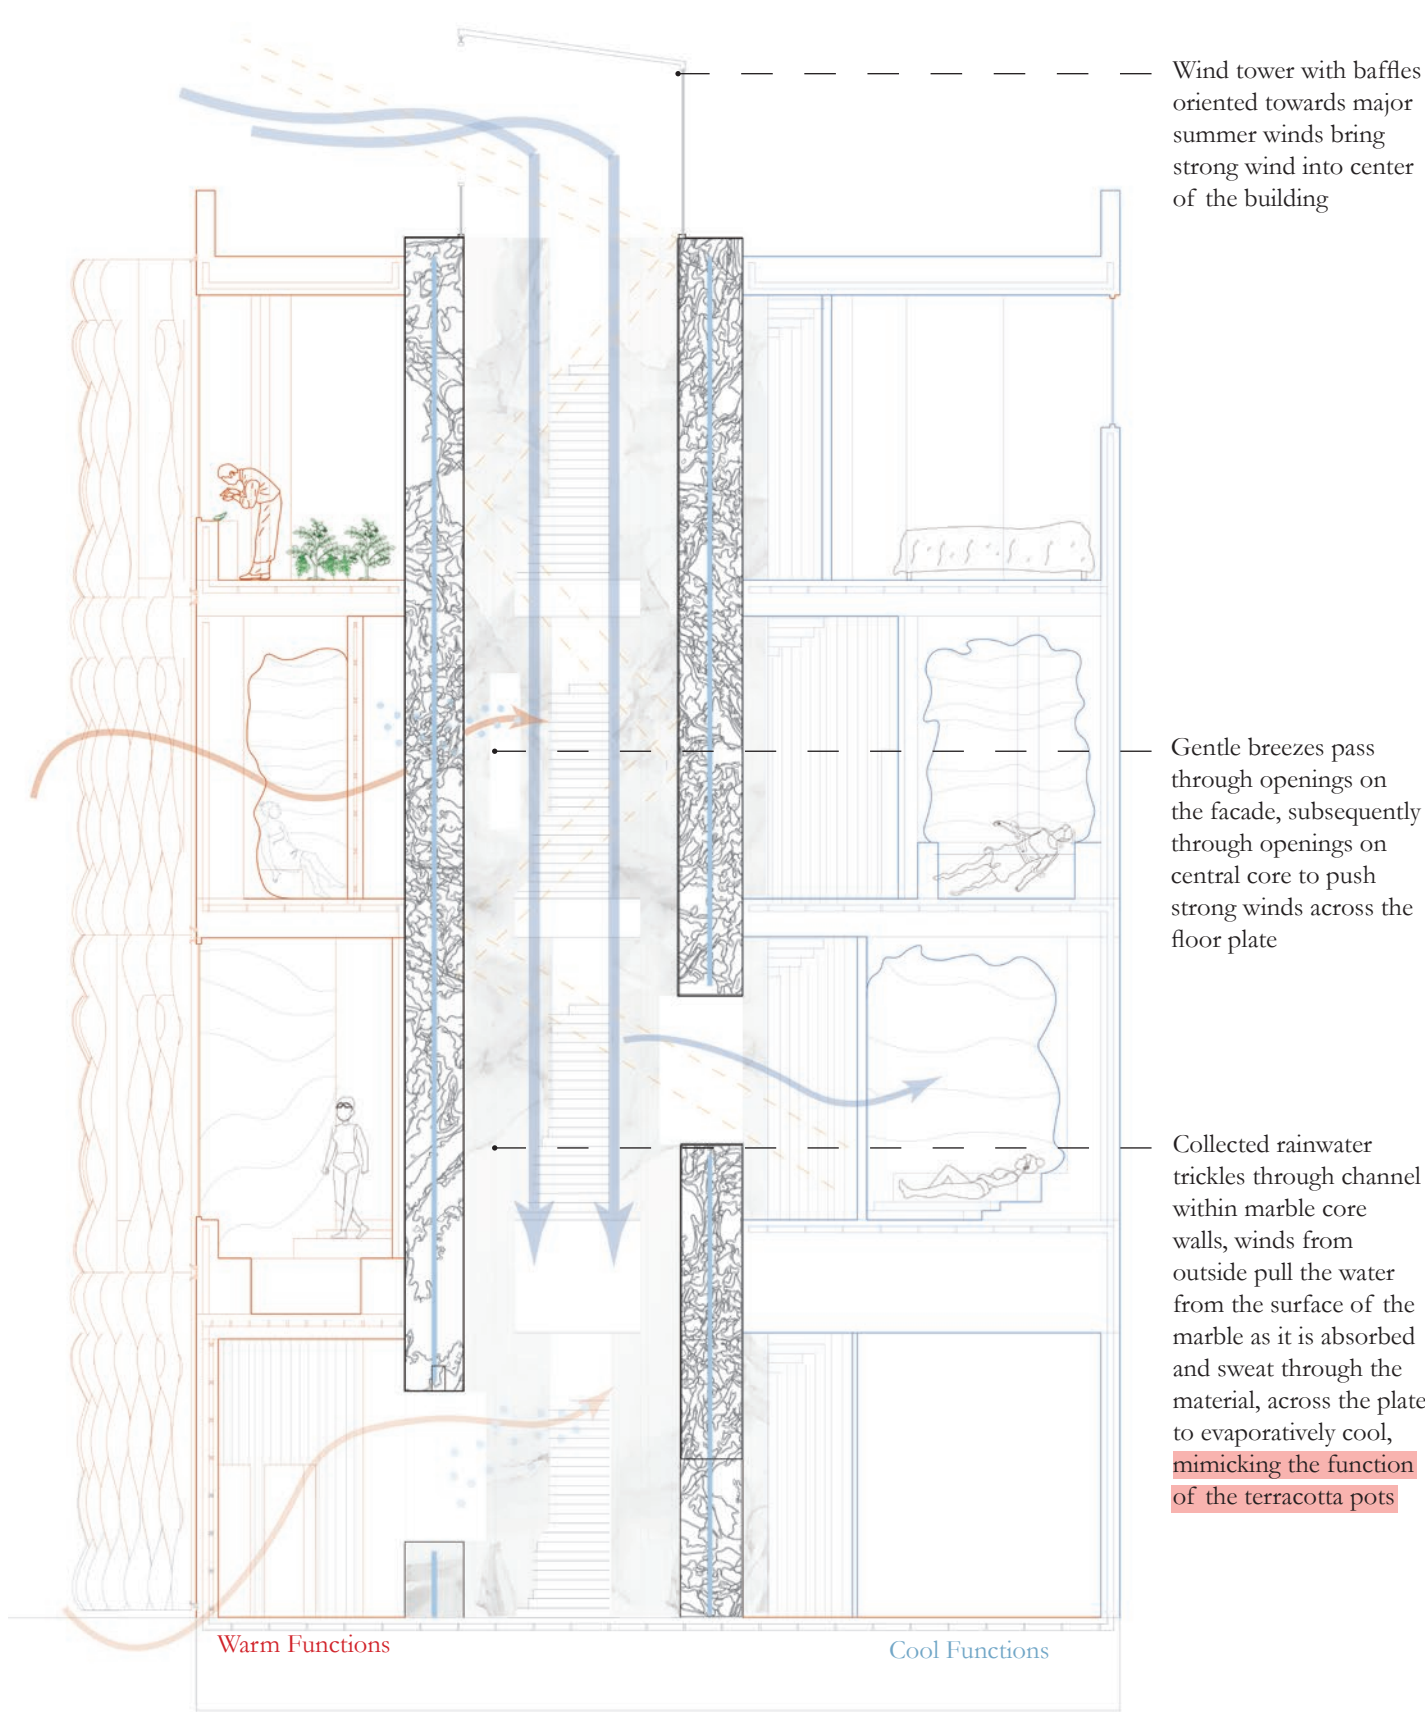 Wind tower with baffles
oriented towards major
summer winds bring
strong wind into center
of the building
Gentle breezes pass
through openings on
the facade, subsequently
through openings on
central core to push
strong winds across the
floor plate
Collected rainwater
trickles through channel
within marble core
walls, winds from
outside pull the water
from the surface of the
marble as it is absorbed
and sweat through the
material, across the plate
to evaporatively cool,
mimicking the function
of the terracotta pots
Warm Functions
Cool Functions